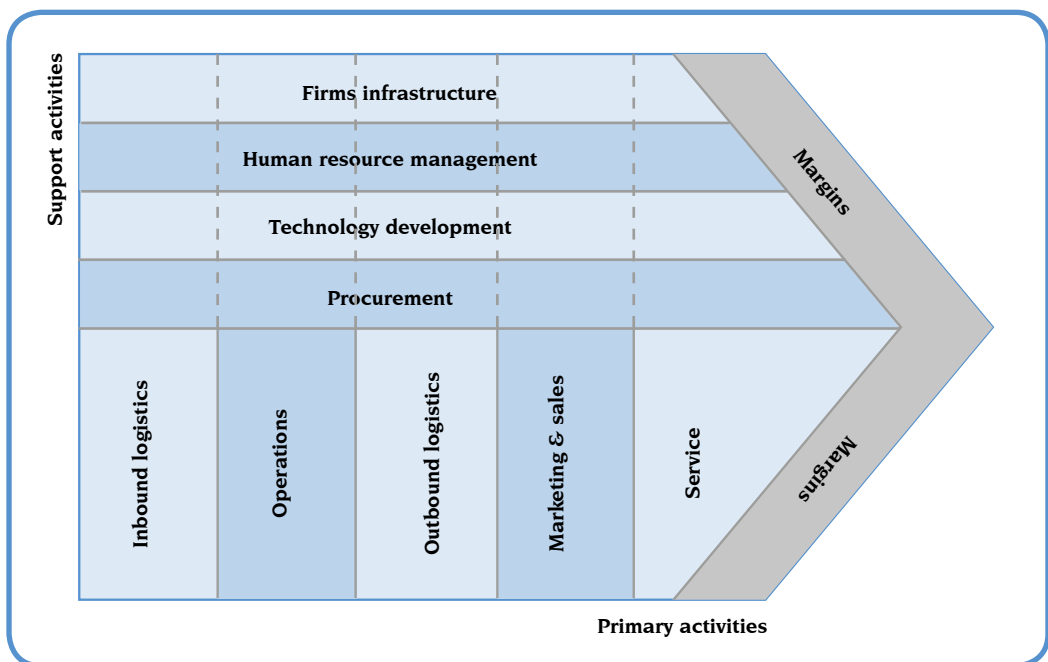 Support activities
Firms infrastructure
Human resource management
Technology development
Procurement
Margins
Inbound logistics
Operations
Outbound logistics
Marketing & sales
Service
Margins
Primary activities